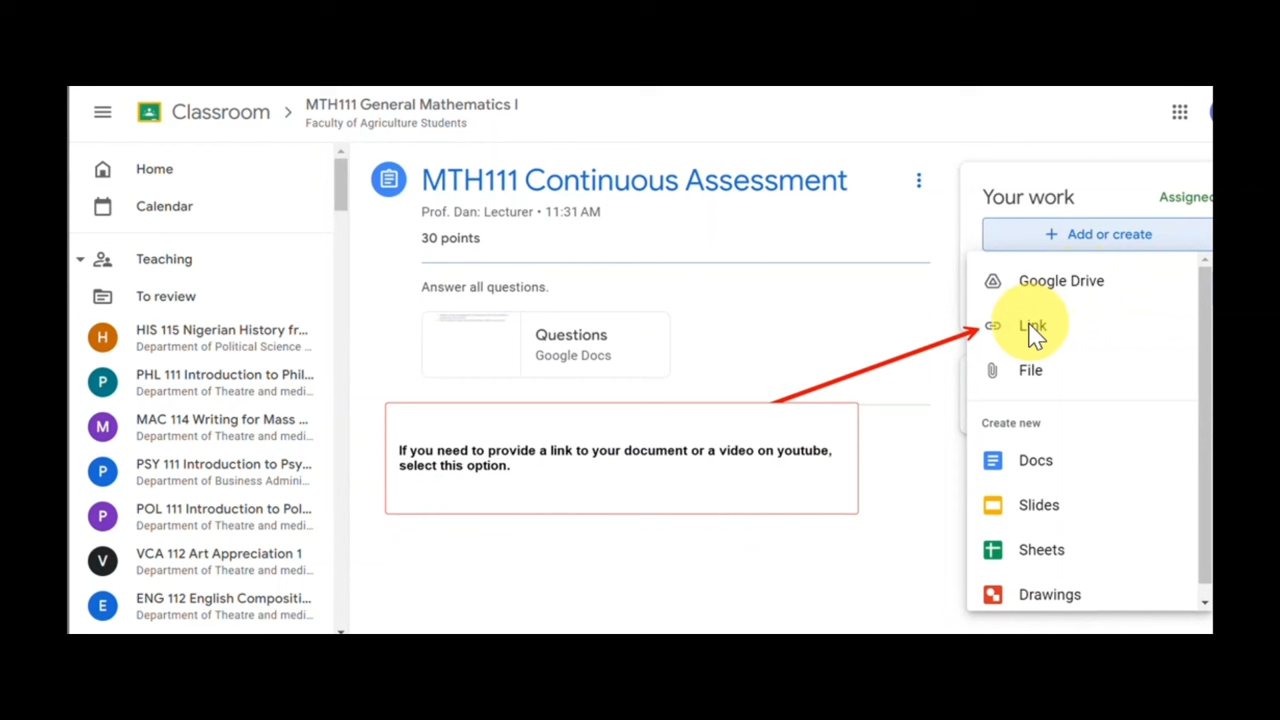 Classroom
MTH111 General Mathematics I
Faculty of Agriculture Students
Home
Calendar
Teaching
To review
H
HIS 115 Nigerian History fr...
Department of Political Science ...
P
PHL 111 Introduction to Phil...
Department of Theatre and medi...
M
MAC 114 Writing for Mass ...
Department of Theatre and medi...
P
PSY 111 Introduction to Psy...
Department of Business Admini...
P
POL 111 Introduction to Pol...
Department of Theatre and medi...
V
VCA 112 Art Appreciation 1
Department of Theatre and medi...
E
ENG 112 English Compositi...
Department of Theatre and medi...
MTH111 Continuous Assessment
Prof. Dan: Lecturer • 11:31 AM
30 points
Answer all questions.
Questions
Google Docs
If you need to provide a link to your document or a video on youtube,
select this option.
Your work
Assigned
+ Add or create
Google Drive
Link
File
Create new
Docs
Slides
Sheets
Drawings